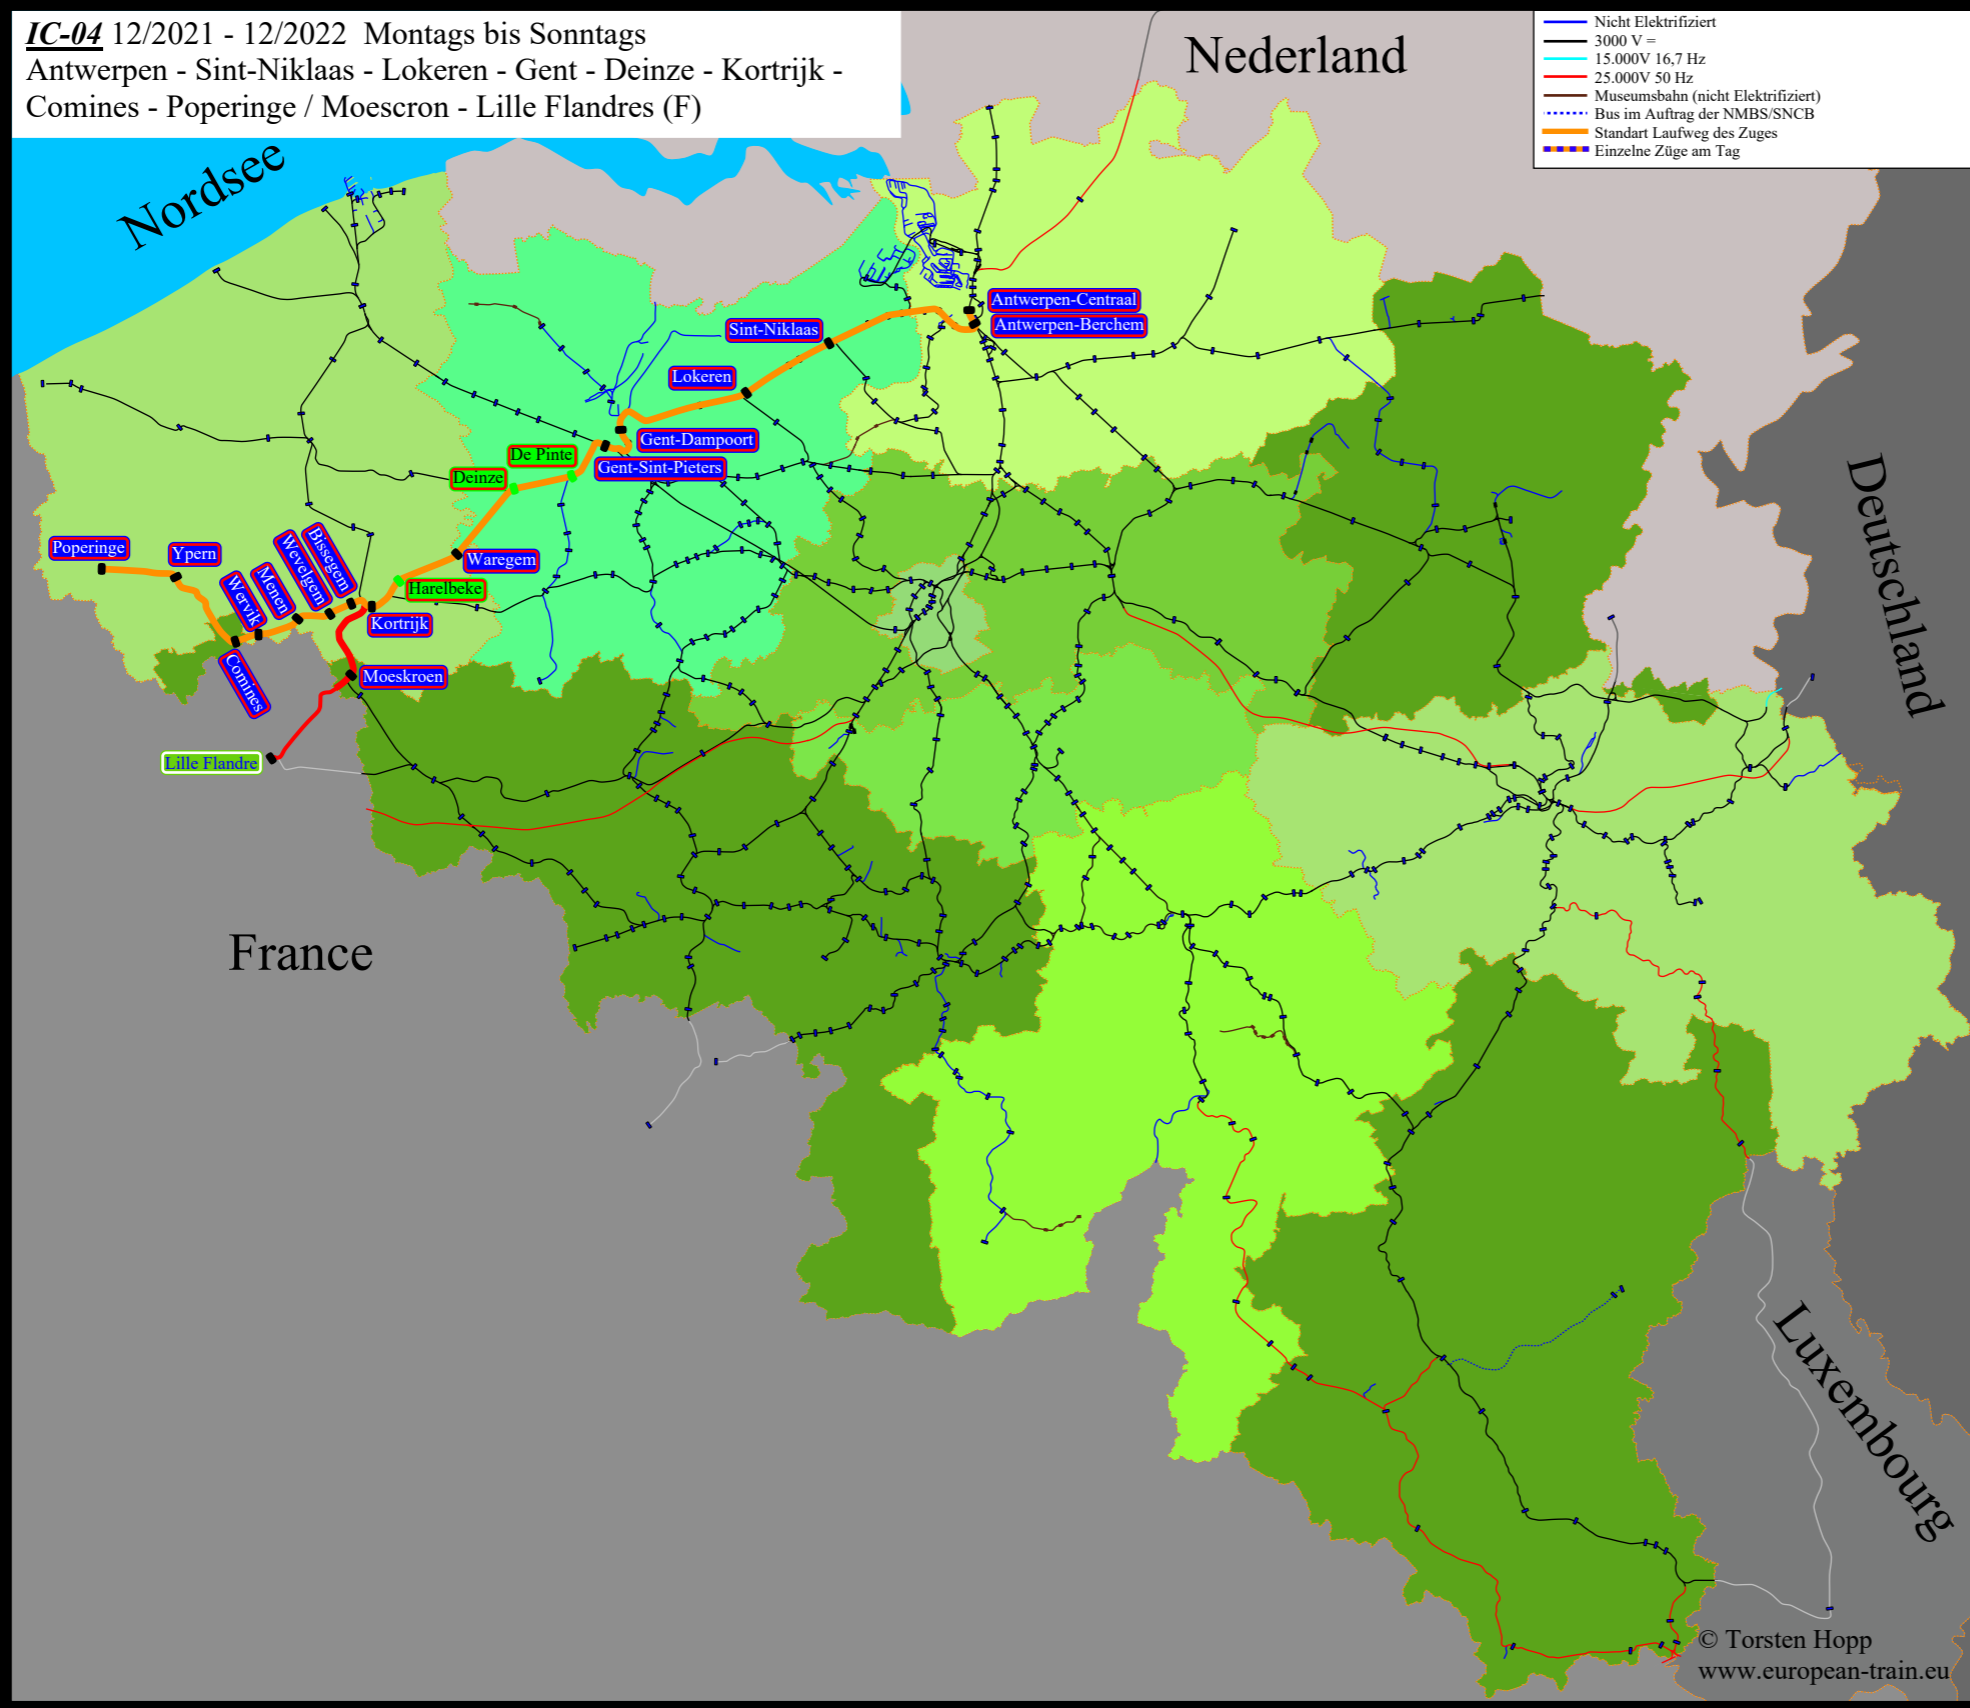 IC-04 12/2021 - 12/2022  Montags bis Sonntags
Antwerpen - Sint-Niklaas - Lokeren - Gent - Deinze - Kortrijk -
Comines - Poperinge / Moescron - Lille Flandres (F)
Nicht Elektrifiziert
3000 V =
15.000V 16,7 Hz
25.000V 50 Hz
Museumsbahn (nicht Elektrifiziert)
Bus im Auftrag der NMBS/SNCB
Standart Laufweg des Zuges
Einzelne Züge am Tag
Nederland
Nordsee
Antwerpen-Centraal
Antwerpen-Berchem
Sint-Niklaas
Lokeren
Gent-Dampoort
De Pinte
Gent-Sint-Pieters
Deinze
Poperinge
Ypern
Wervik
Menen
Wevelgem
Bissegem
Waregem
Harelbeke
Kortrijk
Comines
Moeskroen
Lille Flandre
Deutschland
France
Luxembourg
© Torsten Hopp
www.european-train.eu